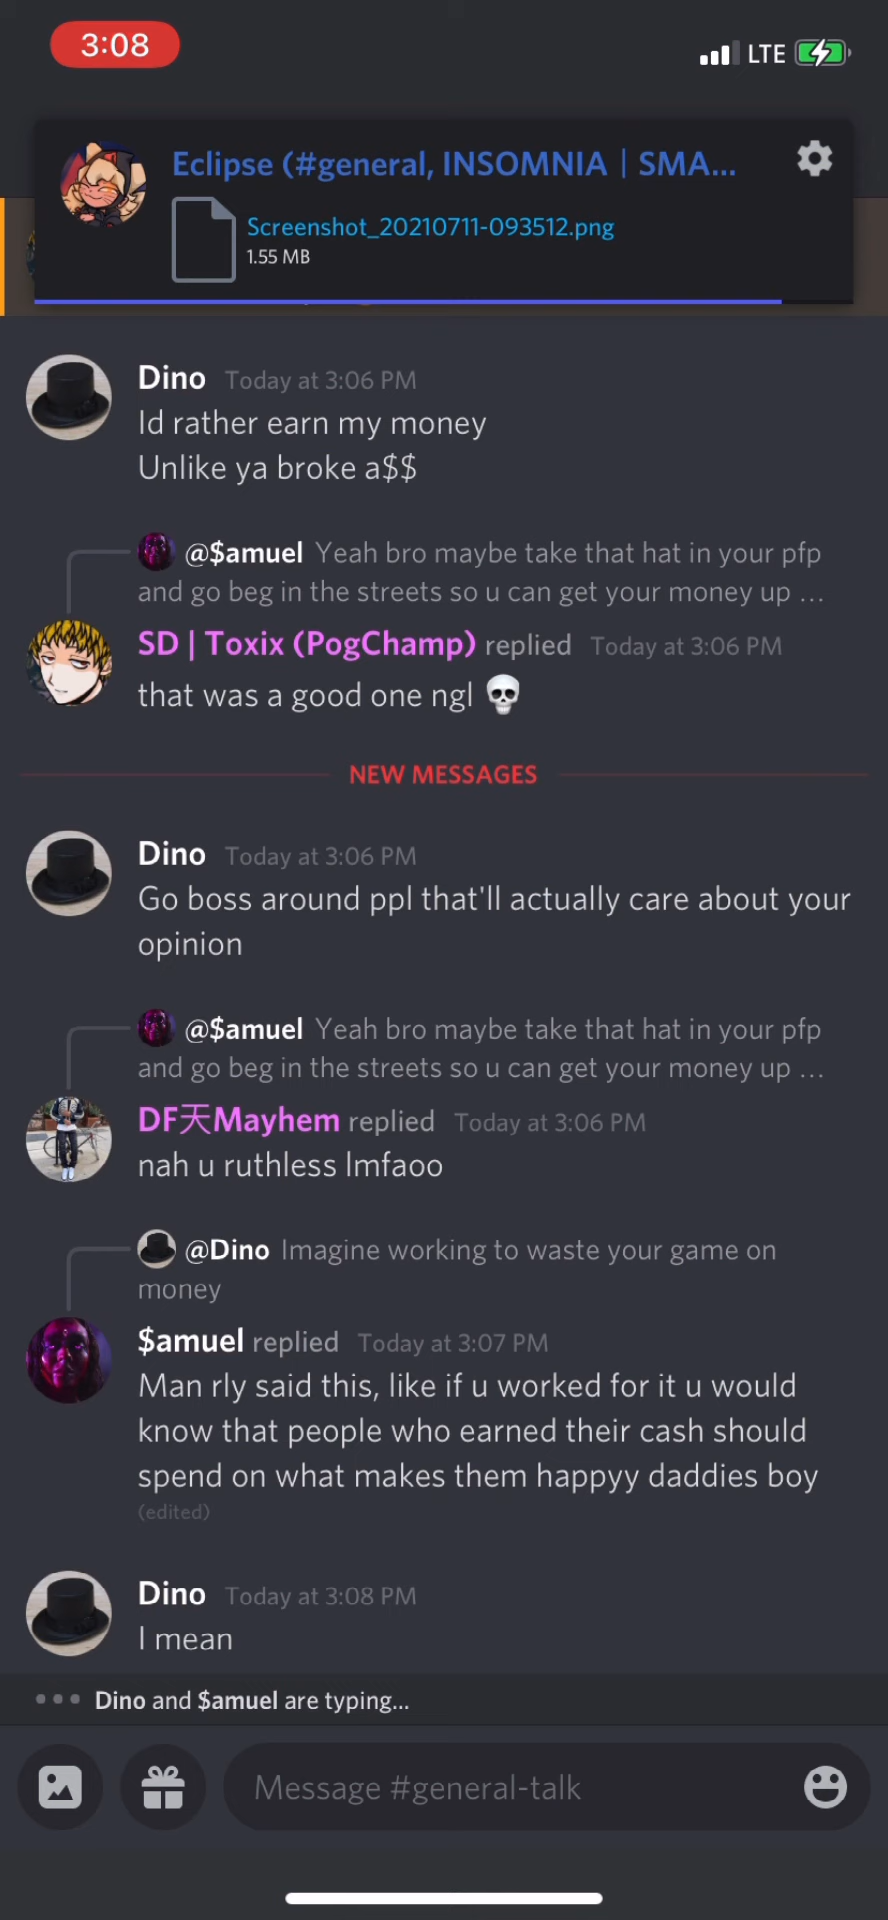 3:08
LTE
Eclipse (#general, INSOMNIA | SMA...
Screenshot_20210711-093512.png
1.55 MB
Dino Today at 3:06 PM
Id rather earn my money
Unlike ya broke a$$
@$amuel Yeah bro maybe take that hat in your pfp
and go beg in the streets so u can get your money up ...
SD | Toxix (PogChamp) replied Today at 3:06 PM
that was a good one ngl 💀
NEW MESSAGES
Dino Today at 3:06 PM
Go boss around ppl that'll actually care about your
opinion
@$amuel Yeah bro maybe take that hat in your pfp
and go beg in the streets so u can get your money up ...
DF天Mayhem replied Today at 3:06 PM
nah u ruthless lmfaoo
@Dino Imagine working to waste your game on
money
$amuel replied Today at 3:07 PM
Man rly said this, like if u worked for it u would
know that people who earned their cash should
spend on what makes them happyy daddies boy
(edited)
Dino Today at 3:08 PM
I mean
Dino and $amuel are typing...
Message #general-talk